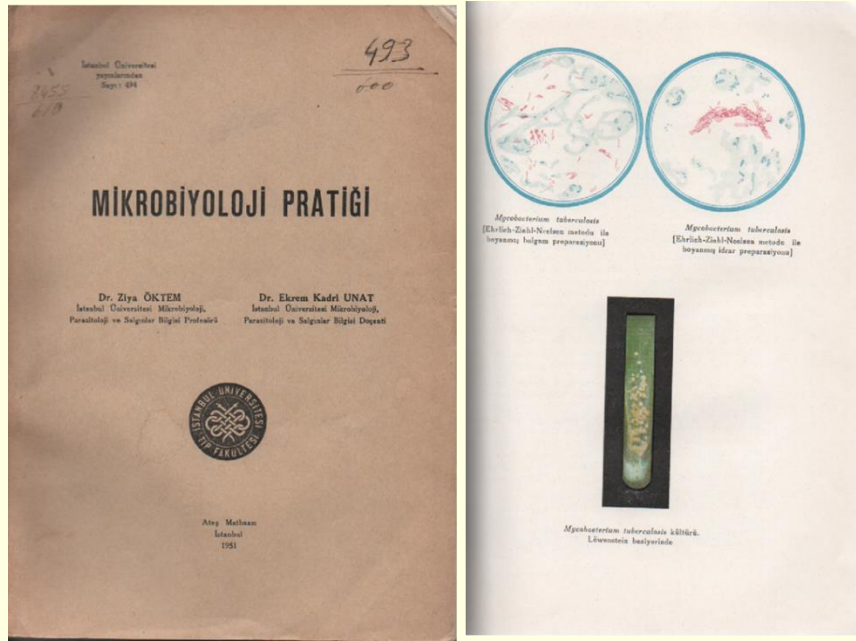 İstanbul Üniversitesi
yayınlarından
Sayı: 494
493
600
MİKROBİYOLOJİ PRATİĞİ
Dr. Ziya ÖKTEM
İstanbul Üniversitesi Mikrobiyoloji,
Parazitoloji ve Salgınlar Bilgisi Profesörü
Dr. Ekrem Kadri UNAT
İstanbul Üniversitesi Mikrobiyoloji,
Parazitoloji ve Salgınlar Bilgisi Doçenti
İSTANBUL ÜNİVERSİTESİ
TIP FAKÜLTESİ
Ateş Matbaası
İstanbul
1951
Mycobacterium tuberculosis
[Ehrlich-Ziehl-Neelsen metodu ile
boyanmış balgam preparasiyonu]
Mycobacterium tuberculosis
[Ehrlich-Ziehl-Neelsen metodu ile
boyanmış idrar preparasiyonu]
Mycobacterium tuberculosis kültürü.
Löwenstein besiyerinde